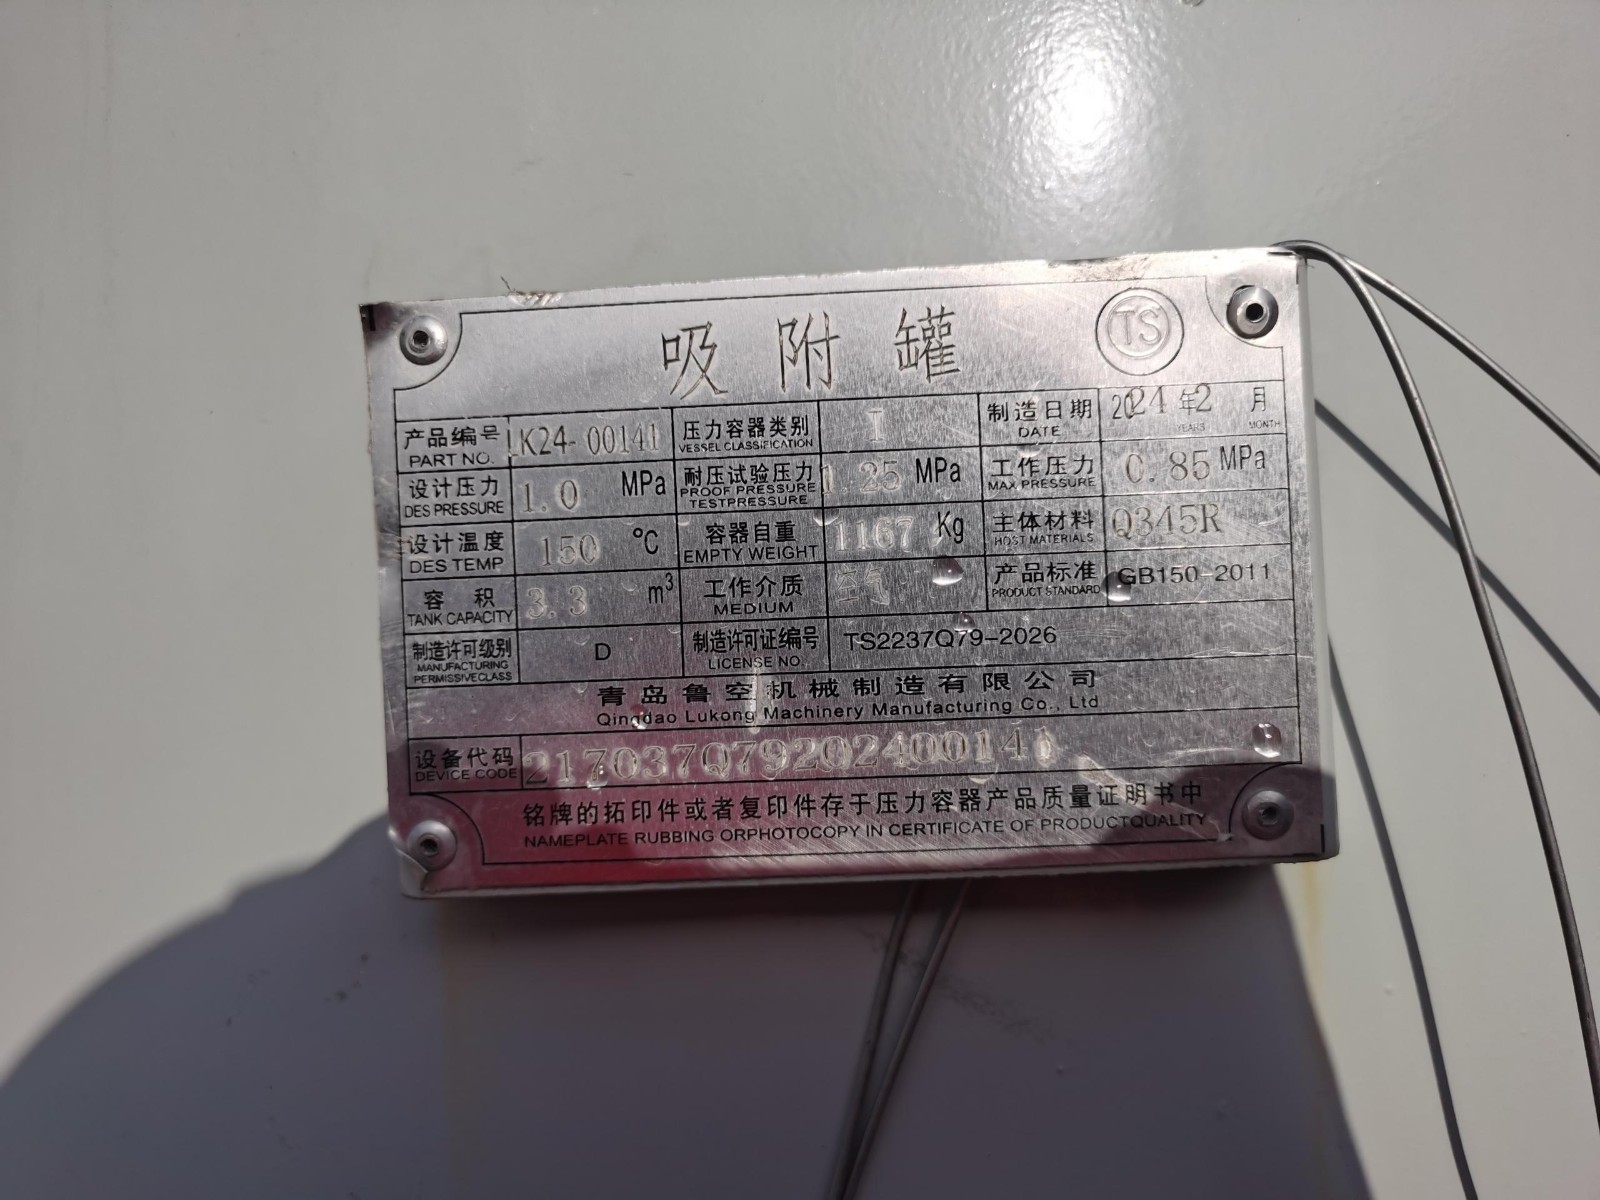 吸附罐 TS
产品编号 LK24-00141 压力容器类别 I 制造日期 2024年2月
PART NO. VESSEL CLASSIFICATION DATE YEARS MONTH
设计压力 1.0 MPa 耐压试验压力 1.25 MPa 工作压力 0.85 MPa
DES PRESSURE PROOF PRESSURE MAX PRESSURE
TESTPRESSURE
设计温度 150 ℃ 容器自重 1167 Kg 主体材料 Q345R
DES TEMP EMPTY WEIGHT HOST MATERIALS
容积 3.3 m³ 工作介质 空气 产品标准 GB150-2011
TANK CAPACITY MEDIUM PRODUCT STANDARD
制造许可级别 D 制造许可证编号 TS2237Q79-2026
MANUFACTURING LICENSE NO.
PERMISSIVECLASS
青岛鲁空机械制造有限公司
Qingdao Lukong Machinery Manufacturing Co., Ltd
设备代码 217037Q79202400141
DEVICE CODE
铭牌的拓印件或者复印件存于压力容器产品质量证明书中
NAMEPLATE RUBBING ORPHOTOCOPY IN CERTIFICATE OF PRODUCTQUALITY